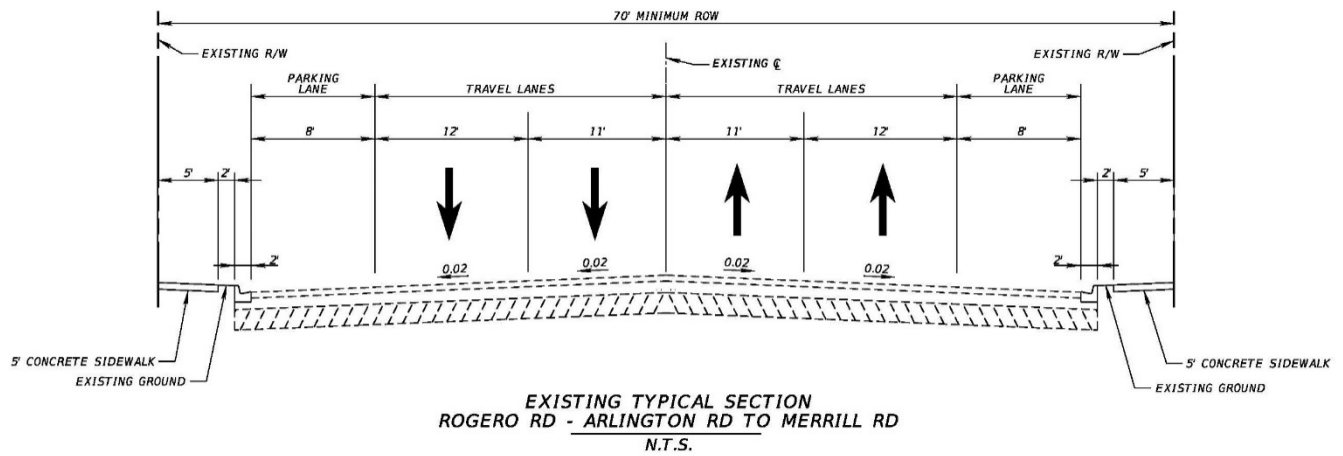 70' MINIMUM ROW
EXISTING R/W
EXISTING ℄
EXISTING R/W
PARKING
LANE
TRAVEL LANES
TRAVEL LANES
PARKING
LANE
8'
12'
11'
11'
12'
8'
5'
2'
2'
5'
2'
0.02
0.02
0.02
0.02
2'
5' CONCRETE SIDEWALK
EXISTING GROUND
5' CONCRETE SIDEWALK
EXISTING GROUND
EXISTING TYPICAL SECTION
ROGERO RD - ARLINGTON RD TO MERRILL RD
N.T.S.